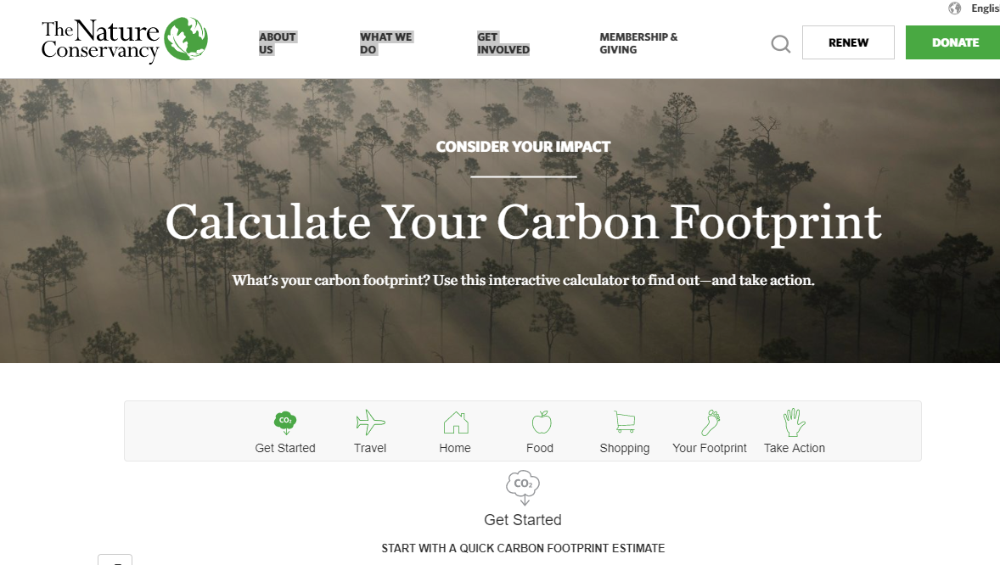 English
The Nature
Conservancy
ABOUT
US
WHAT WE
DO
GET
INVOLVED
MEMBERSHIP &
GIVING
RENEW
DONATE
CONSIDER YOUR IMPACT
Calculate Your Carbon Footprint
What's your carbon footprint? Use this interactive calculator to find out—and take action.
CO₂
Get Started
Travel
Home
Food
Shopping
Your Footprint
Take Action
CO₂
Get Started
START WITH A QUICK CARBON FOOTPRINT ESTIMATE